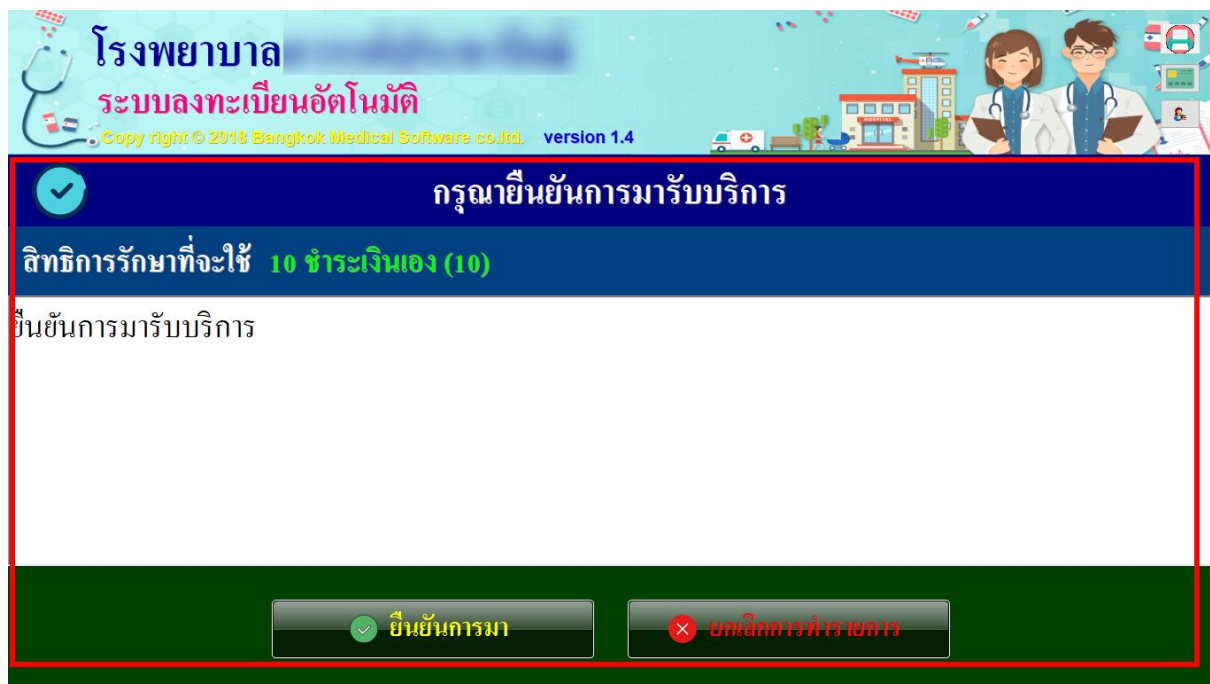 โรงพยาบาล
ระบบลงทะเบียนอัตโนมัติ
Copy right © 2018 Bangkok Medical Software co.ltd. version 1.4
HOSPITAL
กรุณายืนยันการมารับบริการ
สิทธิการรักษาที่จะใช้ 10 ชำระเงินเอง (10)
ยืนยันการมารับบริการ
ยืนยันการมา ยกเลิกการทำรายการ